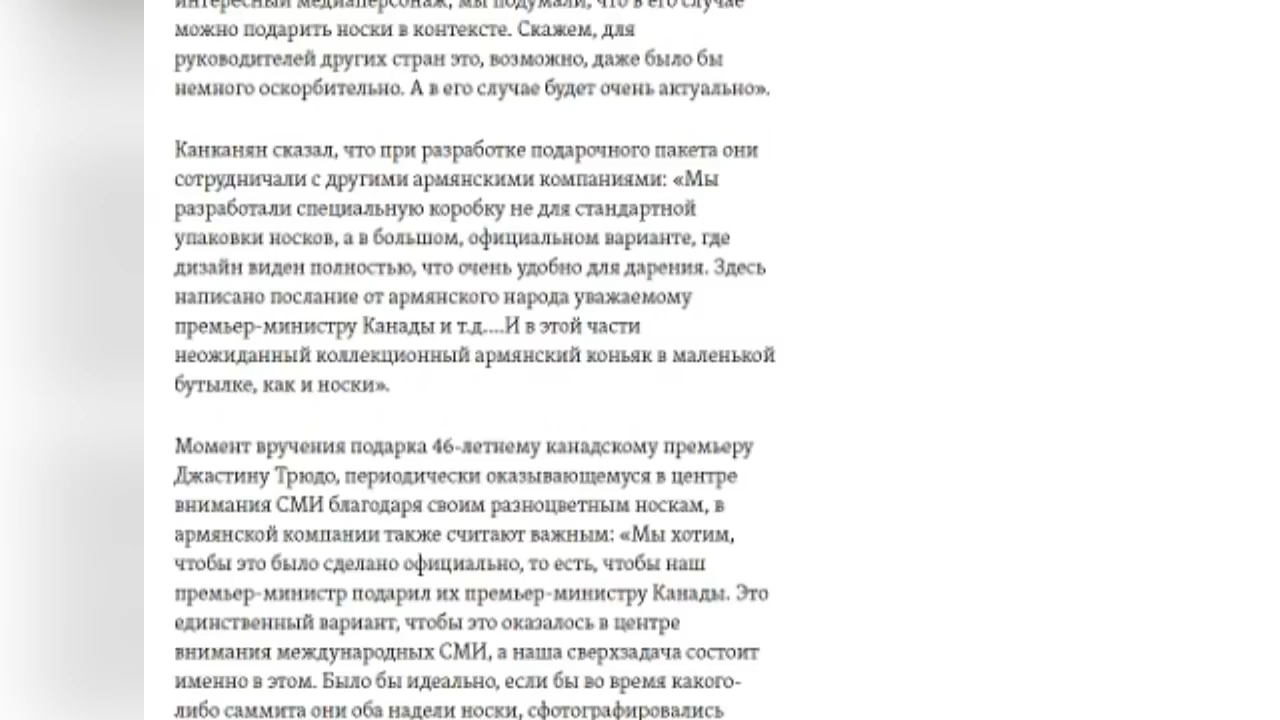 интересный медиаперсонаж, мы подумали, что в его случае
можно подарить носки в контексте. Скажем, для
руководителей других стран это, возможно, даже было бы
немного оскорбительно. А в его случае будет очень актуально».
Канканян сказал, что при разработке подарочного пакета они
сотрудничали с другими армянскими компаниями: «Мы
разработали специальную коробку не для стандартной
упаковки носков, а в большом, официальном варианте, где
дизайн виден полностью, что очень удобно для дарения. Здесь
написано послание от армянского народа уважаемому
премьер-министру Канады и т.д....И в этой части
неожиданный коллекционный армянский коньяк в маленькой
бутылке, как и носки».
Момент вручения подарка 46-летнему канадскому премьеру
Джастину Трюдо, периодически оказывающемуся в центре
внимания СМИ благодаря своим разноцветным носкам, в
армянской компании также считают важным: «Мы хотим,
чтобы это было сделано официально, то есть, чтобы наш
премьер-министр подарил их премьер-министру Канады. Это
единственный вариант, чтобы это оказалось в центре
внимания международных СМИ, а наша сверхзадача состоит
именно в этом. Было бы идеально, если бы во время какого-
либо саммита они оба надели носки, сфотографировались